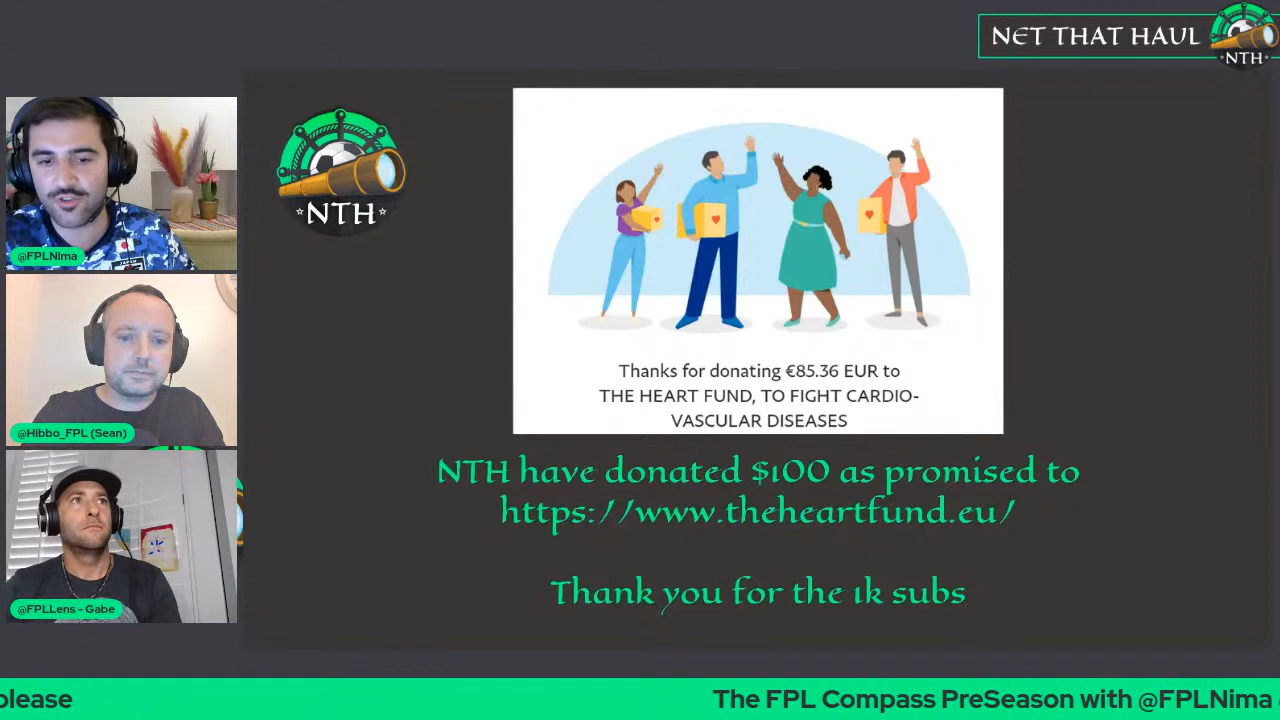 NET THAT HAUL
NTH
NTH
@FPLNima
JAPAN
@Hibbo_FPL (Sean)
@FPLLens - Gabe
Thanks for donating €85.36 EUR to
THE HEART FUND, TO FIGHT CARDIO-
VASCULAR DISEASES
NTH have donated $100 as promised to
https://www.theheartfund.eu/
Thank you for the 1k subs
please
The FPL Compass PreSeason with @FPLNima